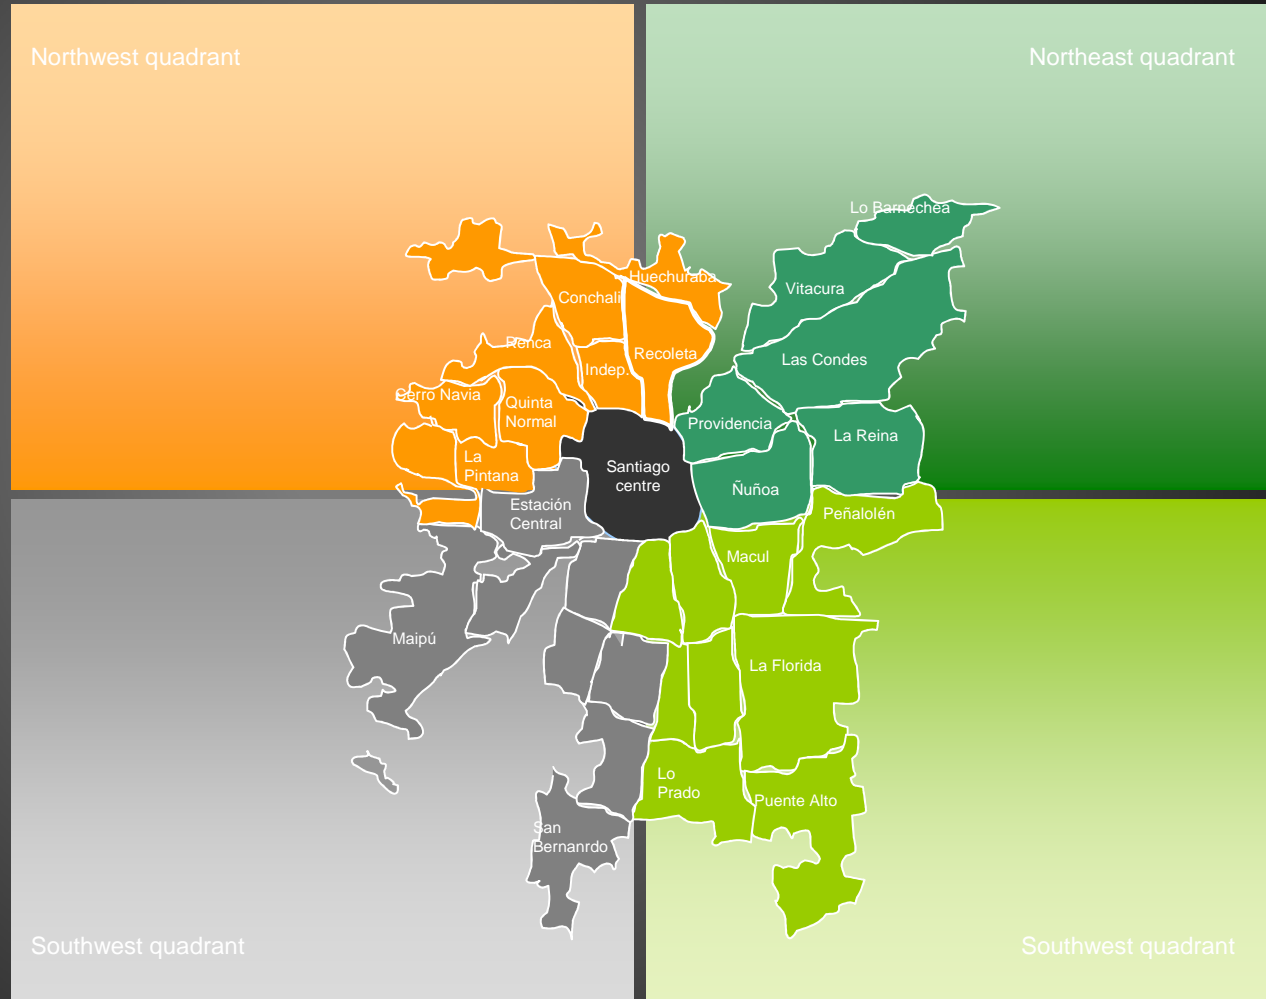 Northwest quadrant
Northeast quadrant
Lo Barnechea
Huechuraba
Vitacura
Conchali
Renca
Recoleta
Las Condes
Indep.
Cerro Navia
Quinta
Normal
Providencia
La Reina
La
Pintana
Santiago
centre
Ñuñoa
Estación
Central
Peñalolén
Macul
Maipú
La Florida
Lo
Prado
Puente Alto
San
Bernanrdo
Southwest quadrant
Southwest quadrant